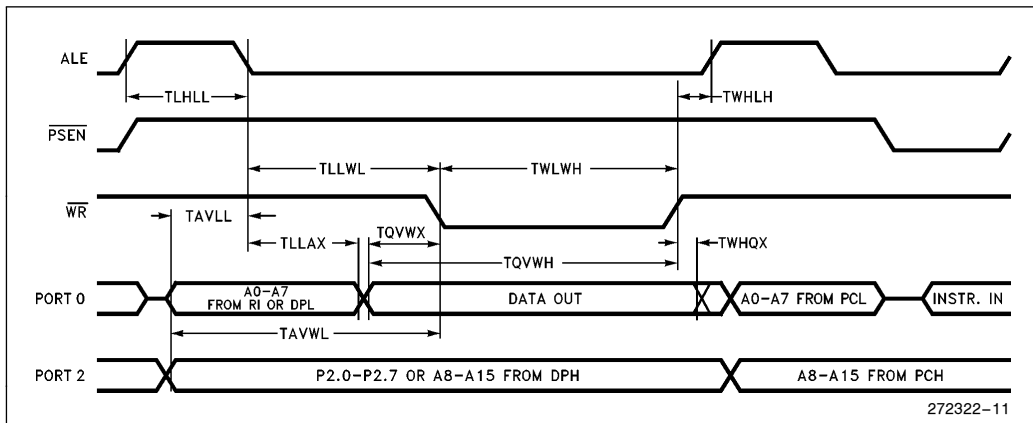 ALE
TLHLL
TWHLH
PSEN
TLLWL
TWLWH
WR
TAVLL
TQVWX
TLLAX
TWHQX
TQVWH
PORT 0
A0-A7
FROM RI OR DPL
DATA OUT
A0-A7 FROM PCL
INSTR. IN
TAVWL
PORT 2
P2.0-P2.7 OR A8-A15 FROM DPH
A8-A15 FROM PCH
272322-11